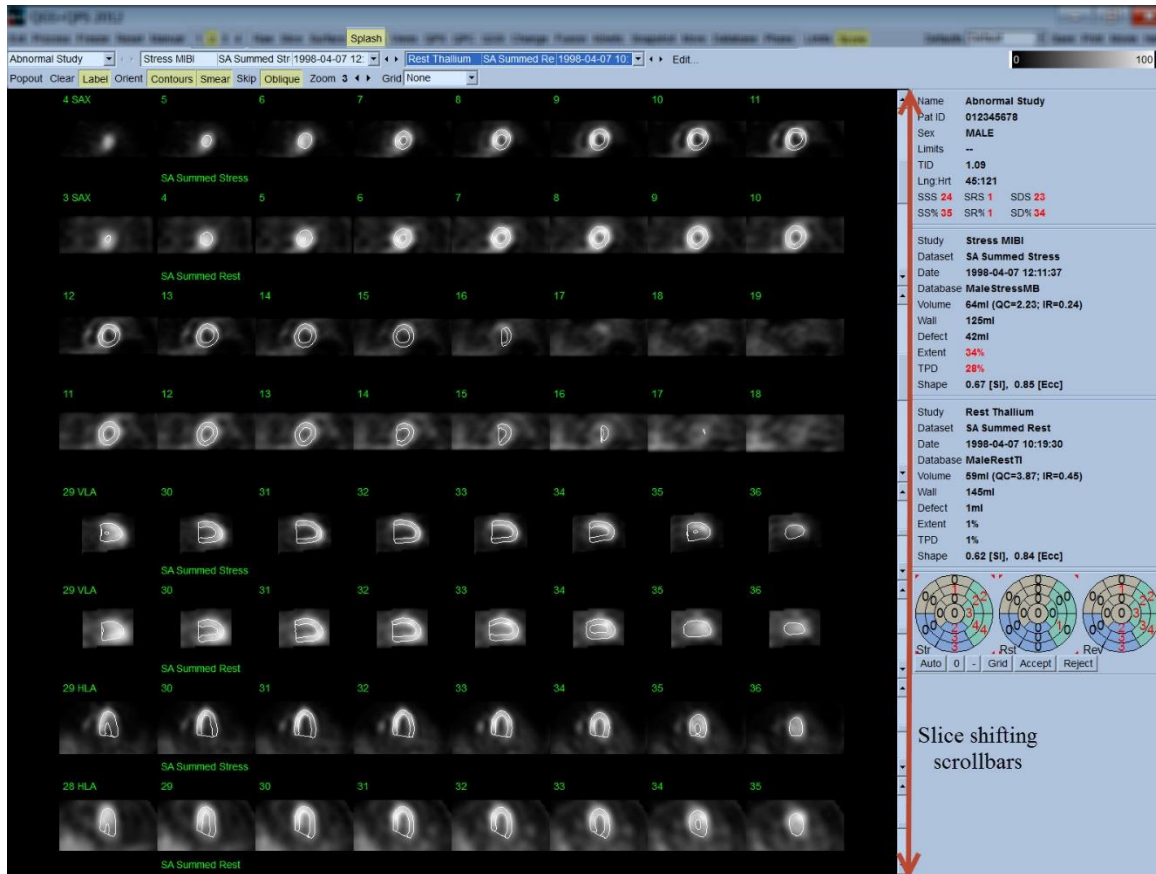 QGS+QPS 2012
Splash
Abnormal Study Stress MIBI SA Summed Str 1998-04-07 12: Rest Thallium SA Summed Re 1998-04-07 10: Edit...
Popout Clear Label Orient Contours Smear Skip Oblique Zoom 3 Grid None
0 100
4 SAX 5 6 7 8 9 10 11
SA Summed Stress
3 SAX 4 5 6 7 8 9 10
SA Summed Rest
12 13 14 15 16 17 18 19
11 12 13 14 15 16 17 18
29 VLA 30 31 32 33 34 35 36
SA Summed Stress
29 VLA 30 31 32 33 34 35 36
SA Summed Rest
29 HLA 30 31 32 33 34 35 36
SA Summed Stress
28 HLA 29 30 31 32 33 34 35
SA Summed Rest
Name Abnormal Study
Pat ID 012345678
Sex MALE
Limits --
TID 1.09
Lng:Hrt 45:121
SSS 24 SRS 1 SDS 23
SS% 35 SR% 1 SD% 34
Study Stress MIBI
Dataset SA Summed Stress
Date 1998-04-07 12:11:37
Database MaleStressMB
Volume 64ml (QC=2.23; IR=0.24)
Wall 125ml
Defect 42ml
Extent 34%
TPD 28%
Shape 0.67 [SI], 0.85 [Ecc]
Study Rest Thallium
Dataset SA Summed Rest
Date 1998-04-07 10:19:30
Database MaleRestTl
Volume 59ml (QC=3.87; IR=0.45)
Wall 145ml
Defect 1ml
Extent 1%
TPD 1%
Shape 0.62 [SI], 0.84 [Ecc]
Str Rst Rev
Auto 0 - Grid Accept Reject
Slice shifting
scrollbars